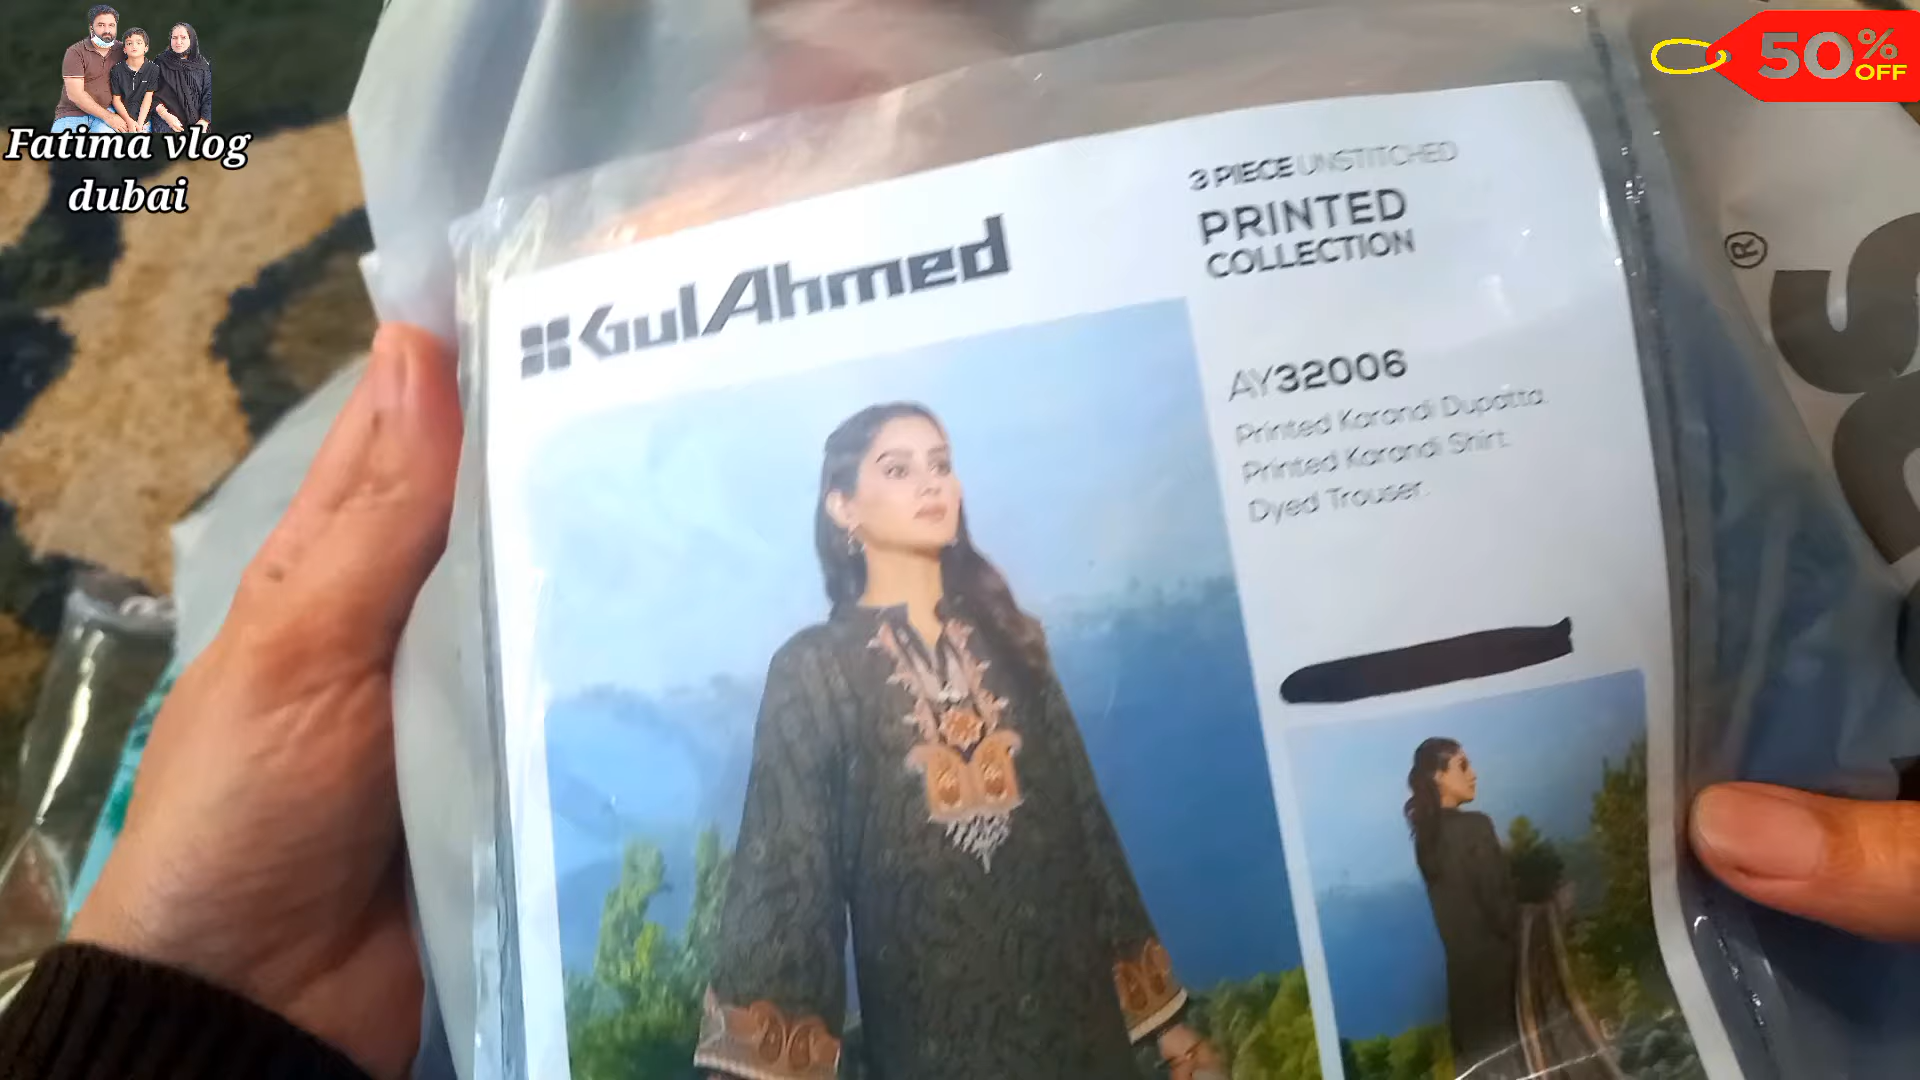 Fatima vlog
dubai
50% OFF
GulAhmed
3 PIECE UNSTITCHED
PRINTED
COLLECTION
AY32006
Printed Karandi Dupatta.
Printed Karandi Shirt.
Dyed Trouser.
®